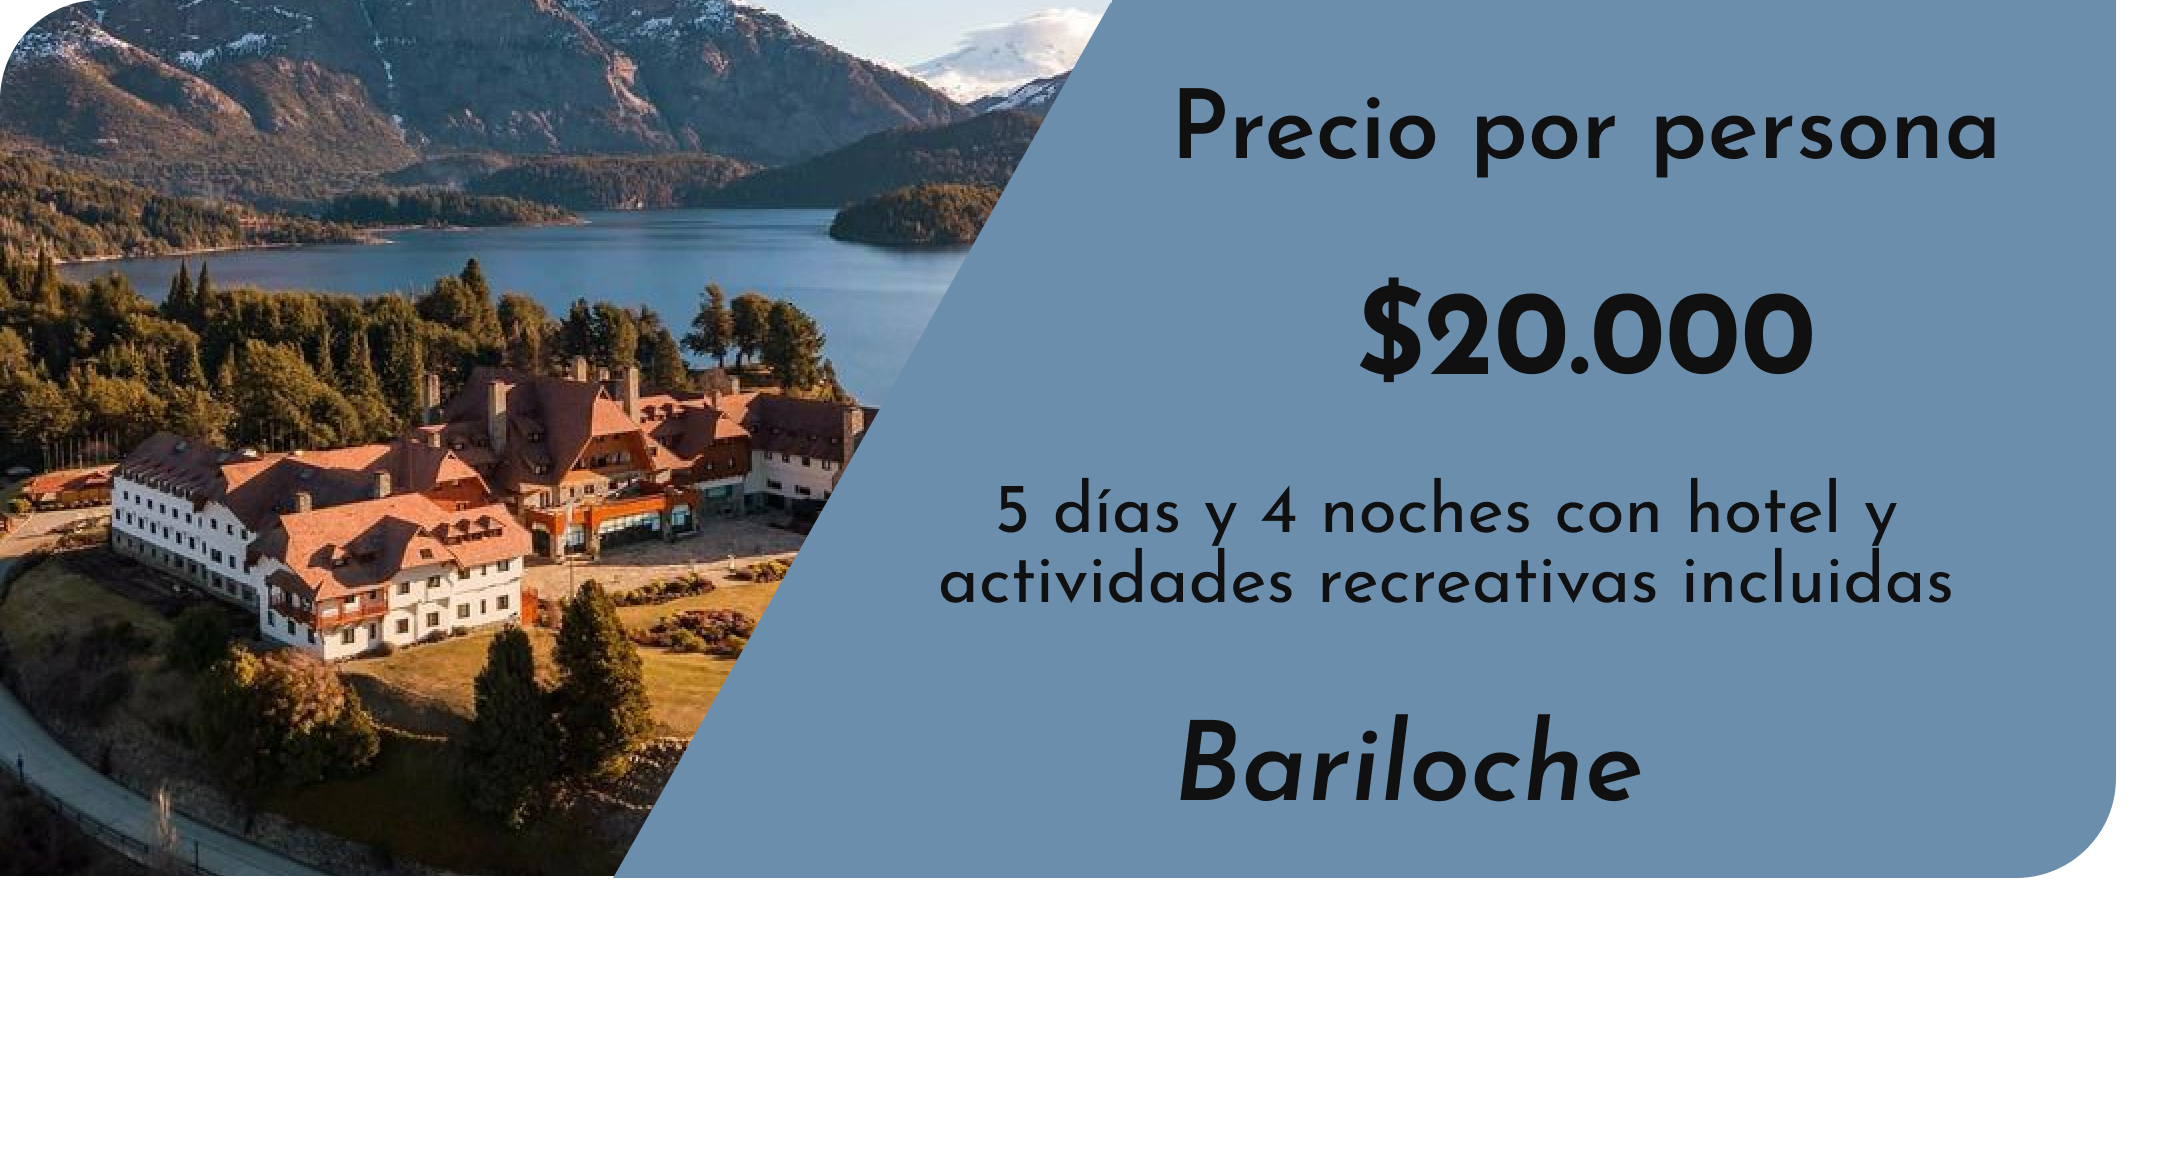 Precio por persona
$20.000
5 días y 4 noches con hotel y
actividades recreativas incluidas
Bariloche